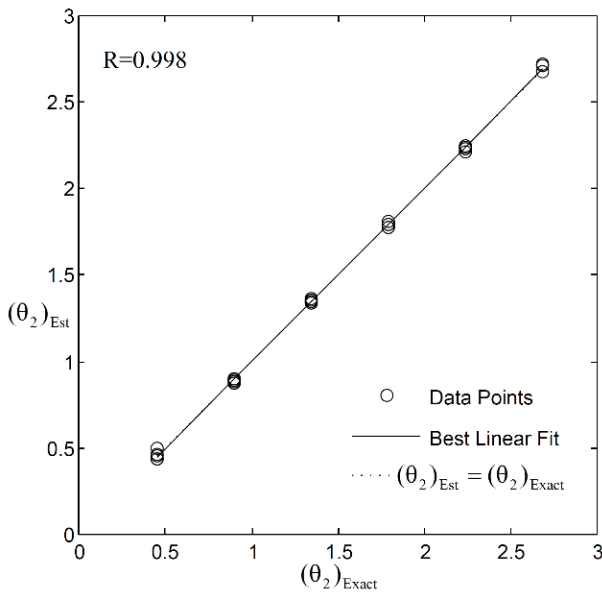 3
R=0.998
2.5
2
1.5
(θ₂)Est
1
Data Points
0.5
Best Linear Fit
(θ₂)Est = (θ₂)Exact
0
0 0.5 1 1.5 2 2.5 3
(θ₂)Exact